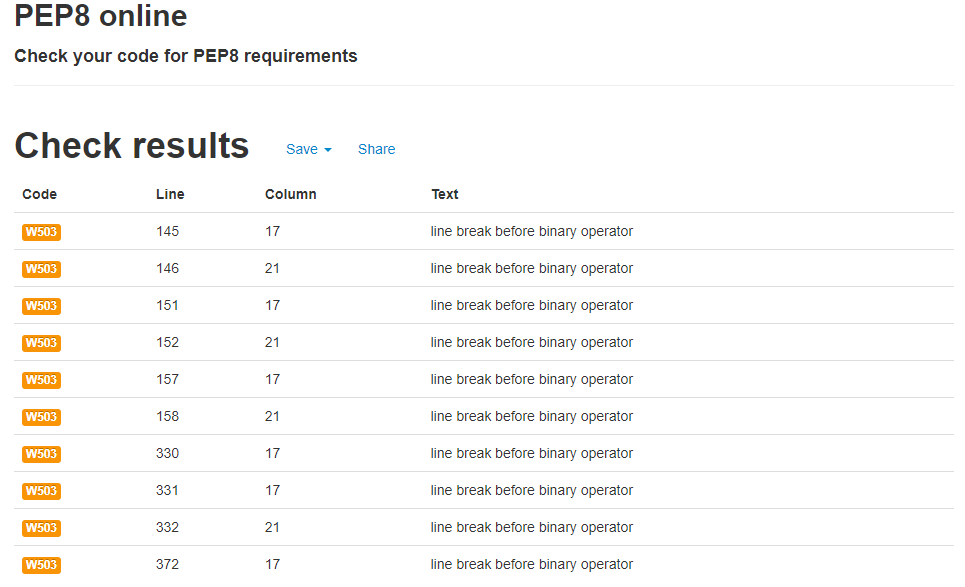 PEP8 online
Check your code for PEP8 requirements
Check results Save Share
Code Line Column Text
W503 145 17 line break before binary operator
W503 146 21 line break before binary operator
W503 151 17 line break before binary operator
W503 152 21 line break before binary operator
W503 157 17 line break before binary operator
W503 158 21 line break before binary operator
W503 330 17 line break before binary operator
W503 331 17 line break before binary operator
W503 332 21 line break before binary operator
W503 372 17 line break before binary operator